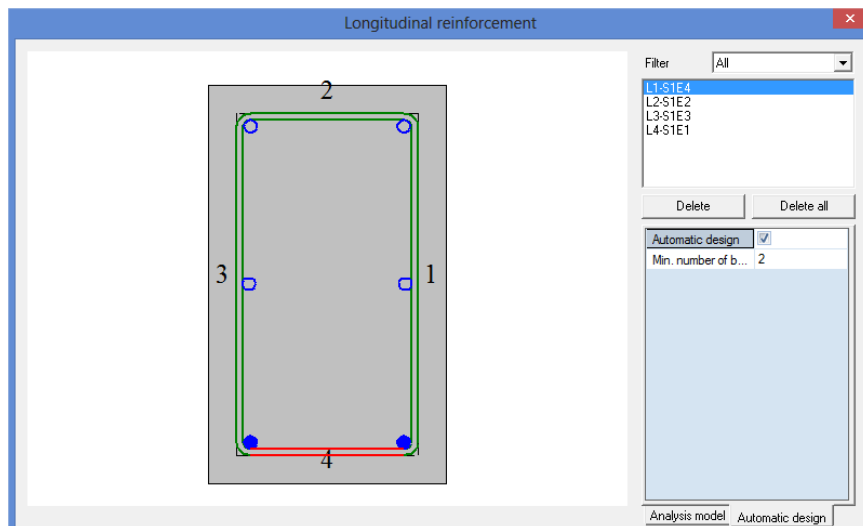 Longitudinal reinforcement
2
3
1
4
Filter All
L1-S1E4
L2-S1E2
L3-S1E3
L4-S1E1
Delete Delete all
Automatic design
Min. number of b... 2
Analysis model Automatic design